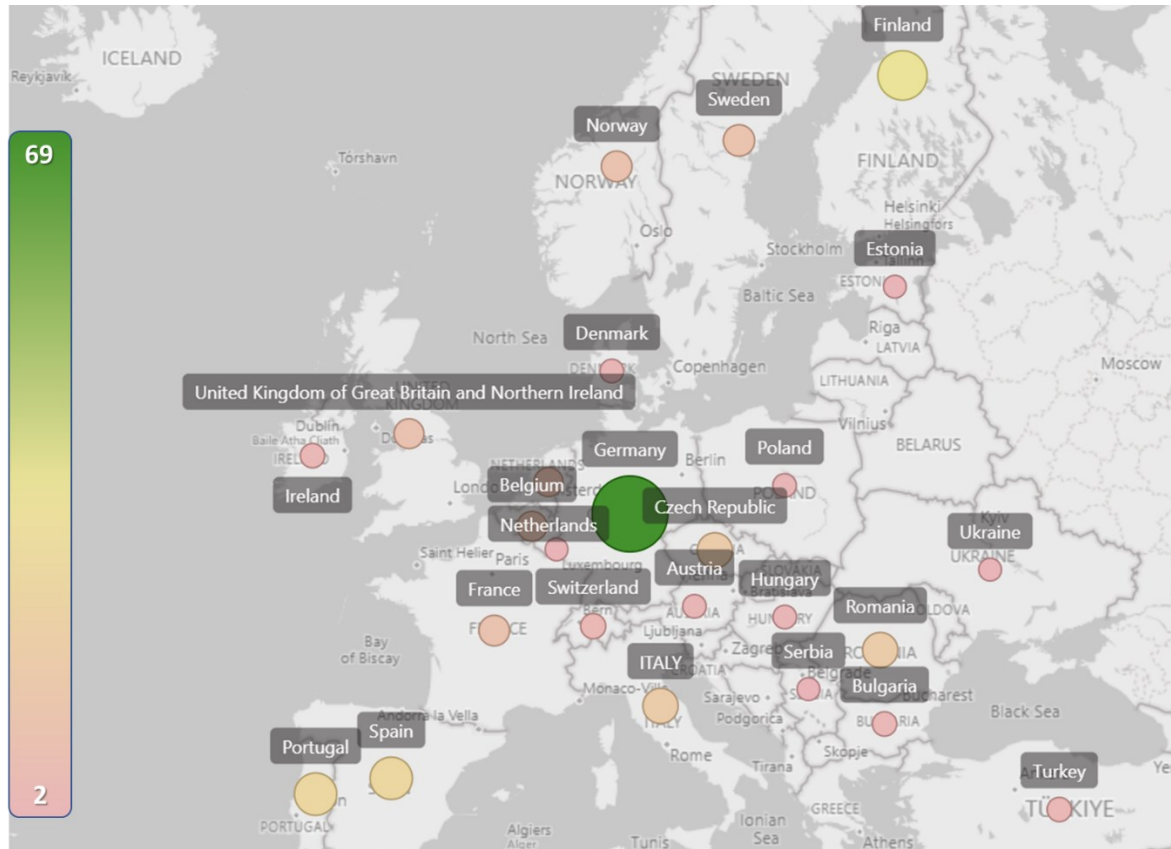 Finland
ICELAND
Reykjavik
SWEDEN
Sweden
69
Norway
Tórshavn
FINLAND
NORWAY
Helsinki
Helsingfors
Oslo
Stockholm
Estonia
Tallinn
Baltic Sea
North Sea
Denmark
Riga
LATVIA
Copenhagen
Moscow
LITHUANIA
United Kingdom of Great Britain and Northern Ireland
KINGDOM
Dublin
Vilnius
Baile Átha Cliath
BELARUS
Germany
Poland
Berlin
NETHERLANDS
Belgium
Ireland
Czech Republic
Netherlands
Kyiv
Ukraine
UKRAINE
Saint Helier
Paris
Luxembourg
Austria
SLOVAKIA
Hungary
France
Switzerland
Bratislava
Romania
Bern
Ljubljana
Bay
of Biscay
Zagreb
Serbia
ITALY
CROATIA
Belgrade
Bulgaria
Bucharest
Monaco-Ville
Sarajevo
Andorra la Vella
Podgorica
Black Sea
ITALY
Spain
Portugal
Rome
Skopje
Tirana
Turkey
2
TÜRKIYE
GREECE
PORTUGAL
Ionian
Sea
Algiers
Alger
Tunis
Athens